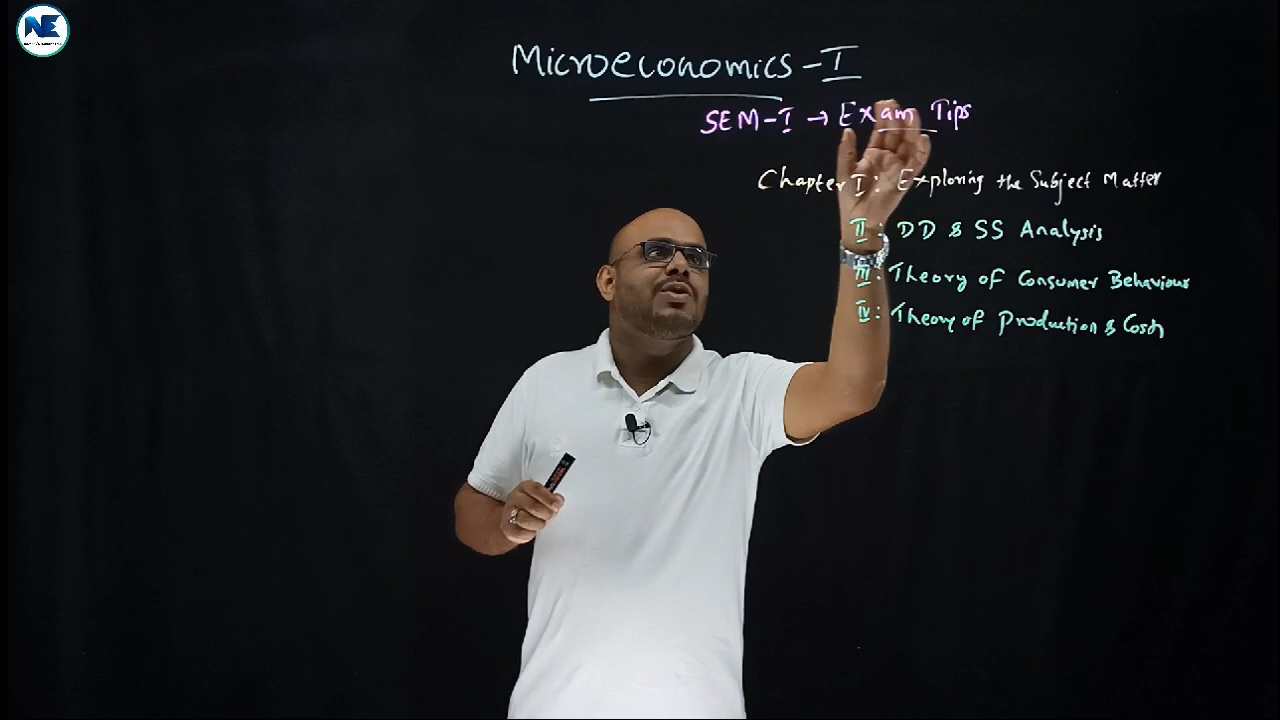 NE
Microeconomics - I
SEM-I → Exam Tips
Chapter I: Exploring the Subject Matter
II: DD & SS Analysis
III: Theory of Consumer Behaviour
IV: Theory of Production & Costs